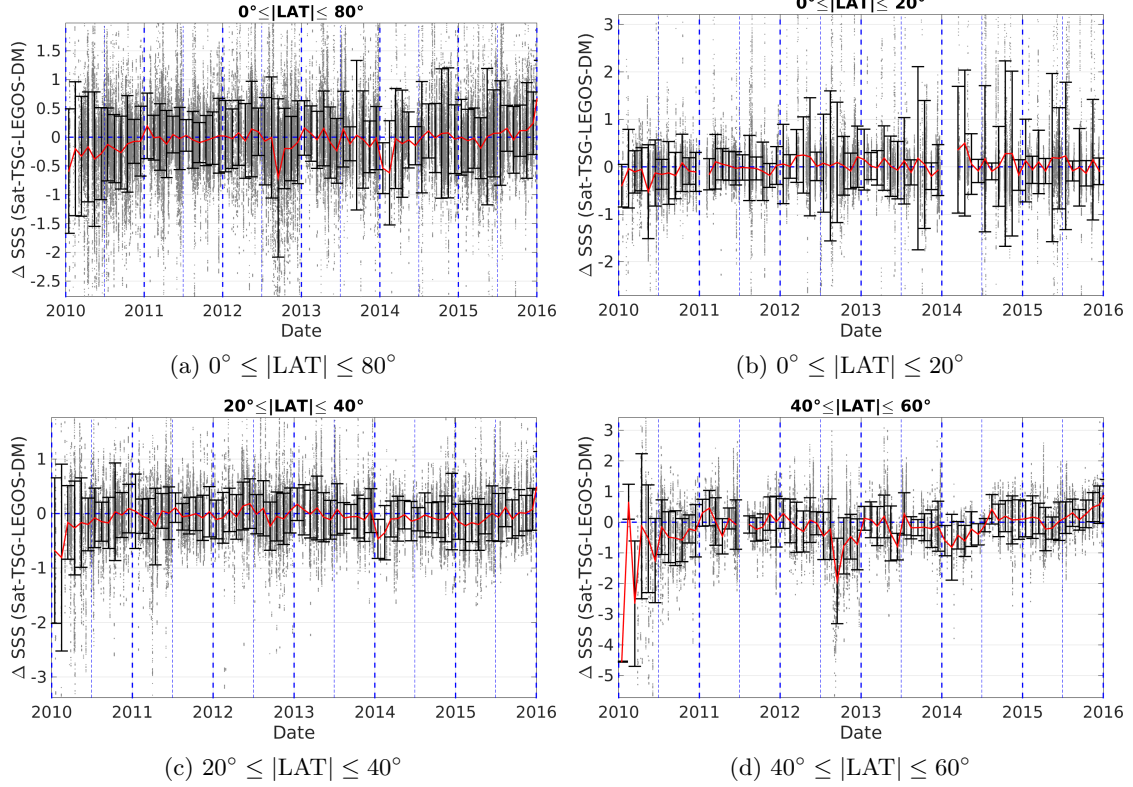 0°≤|LAT|≤ 80°
Δ SSS (Sat-TSG-LEGOS-DM)
1.5
1
0.5
0
-0.5
-1
-1.5
-2
-2.5
2010 2011 2012 2013 2014 2015 2016
Date
(a) 0° ≤ |LAT| ≤ 80°
0°≤|LAT|≤ 20°
Δ SSS (Sat-TSG-LEGOS-DM)
3
2
1
0
-1
-2
2010 2011 2012 2013 2014 2015 2016
Date
(b) 0° ≤ |LAT| ≤ 20°
20°≤|LAT|≤ 40°
Δ SSS (Sat-TSG-LEGOS-DM)
1
0
-1
-2
-3
2010 2011 2012 2013 2014 2015 2016
Date
(c) 20° ≤ |LAT| ≤ 40°
40°≤|LAT|≤ 60°
Δ SSS (Sat-TSG-LEGOS-DM)
3
2
1
0
-1
-2
-3
-4
-5
2010 2011 2012 2013 2014 2015 2016
Date
(d) 40° ≤ |LAT| ≤ 60°